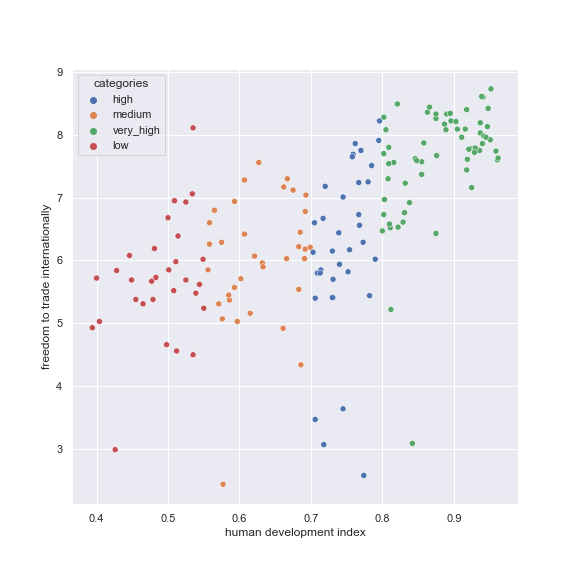 categories
high
medium
very_high
low
9
8
7
6
5
4
3
freedom to trade internationally
0.4 0.5 0.6 0.7 0.8 0.9
human development index